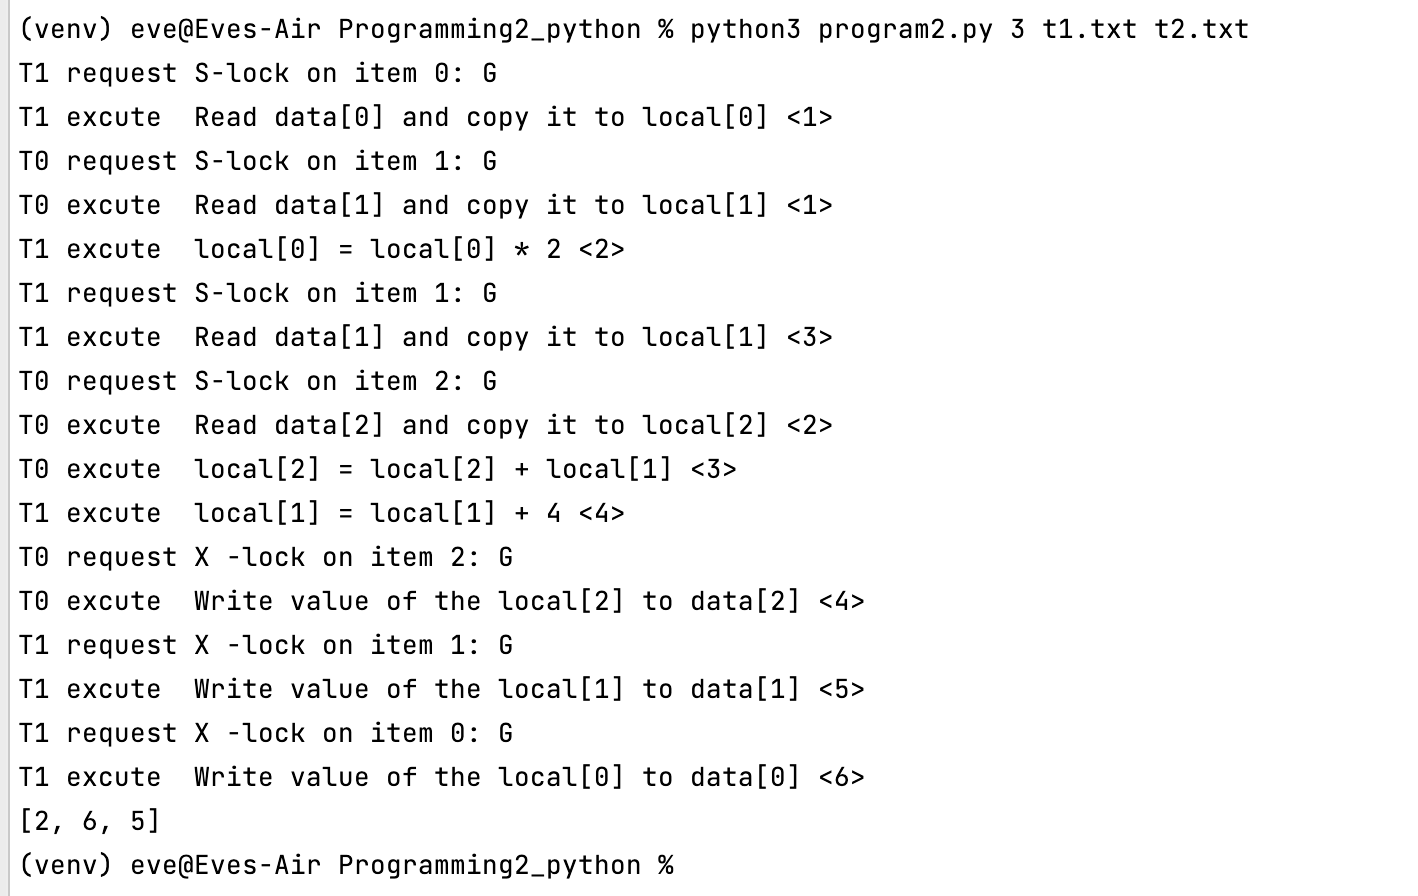 (venv) eve@Eves-Air Programming2_python % python3 program2.py 3 t1.txt t2.txt
T1 request S-lock on item 0: G
T1 excute  Read data[0] and copy it to local[0] <1>
T0 request S-lock on item 1: G
T0 excute  Read data[1] and copy it to local[1] <1>
T1 excute  local[0] = local[0] * 2 <2>
T1 request S-lock on item 1: G
T1 excute  Read data[1] and copy it to local[1] <3>
T0 request S-lock on item 2: G
T0 excute  Read data[2] and copy it to local[2] <2>
T0 excute  local[2] = local[2] + local[1] <3>
T1 excute  local[1] = local[1] + 4 <4>
T0 request X -lock on item 2: G
T0 excute  Write value of the local[2] to data[2] <4>
T1 request X -lock on item 1: G
T1 excute  Write value of the local[1] to data[1] <5>
T1 request X -lock on item 0: G
T1 excute  Write value of the local[0] to data[0] <6>
[2, 6, 5]
(venv) eve@Eves-Air Programming2_python %